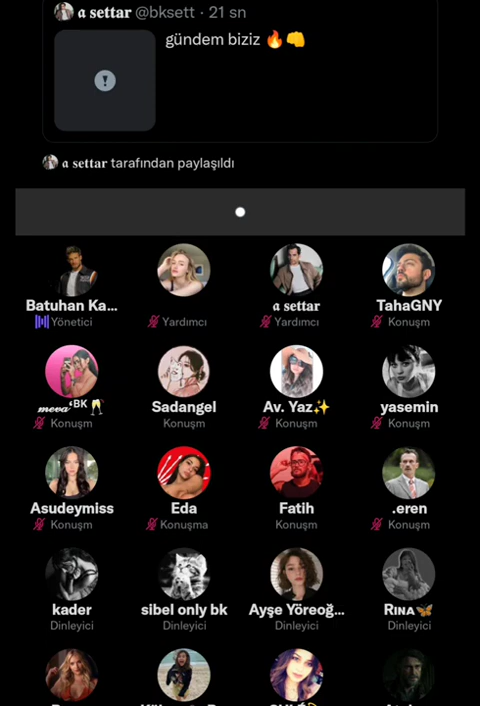 a settar @bksett · 21 sn
gündem biziz 🔥👊
a settar tarafından paylaşıldı
Batuhan Ka...
Yönetici
Yardımcı
a settar
Yardımcı
TahaGNY
Konuşm
meva BK 🥂
Konuşm
Sadangel
Konuşm
Av. Yaz✨
Konuşm
yasemin
Konuşm
Asudeymiss
Konuşm
Eda
Konuşma
Fatih
Konuşm
.eren
Konuşm
kader
Dinleyici
sibel only bk
Dinleyici
Ayşe Yöreoğ...
Dinleyici
Rına🦋
Dinleyici